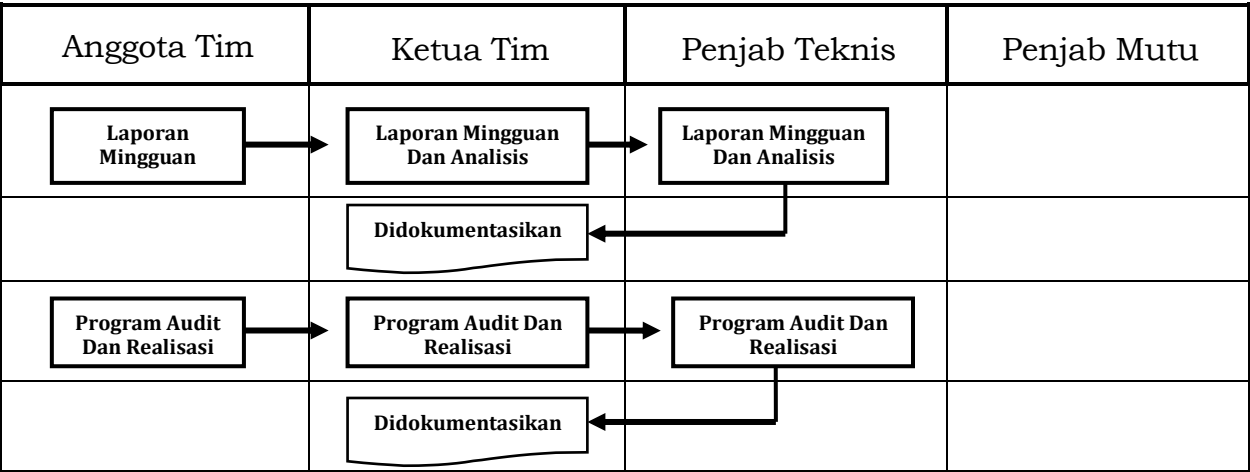 Anggota Tim
Ketua Tim
Penjab Teknis
Penjab Mutu
Laporan
Mingguan
Laporan Mingguan
Dan Analisis
Laporan Mingguan
Dan Analisis
Didokumentasikan
Program Audit
Dan Realisasi
Program Audit Dan
Realisasi
Program Audit Dan
Realisasi
Didokumentasikan